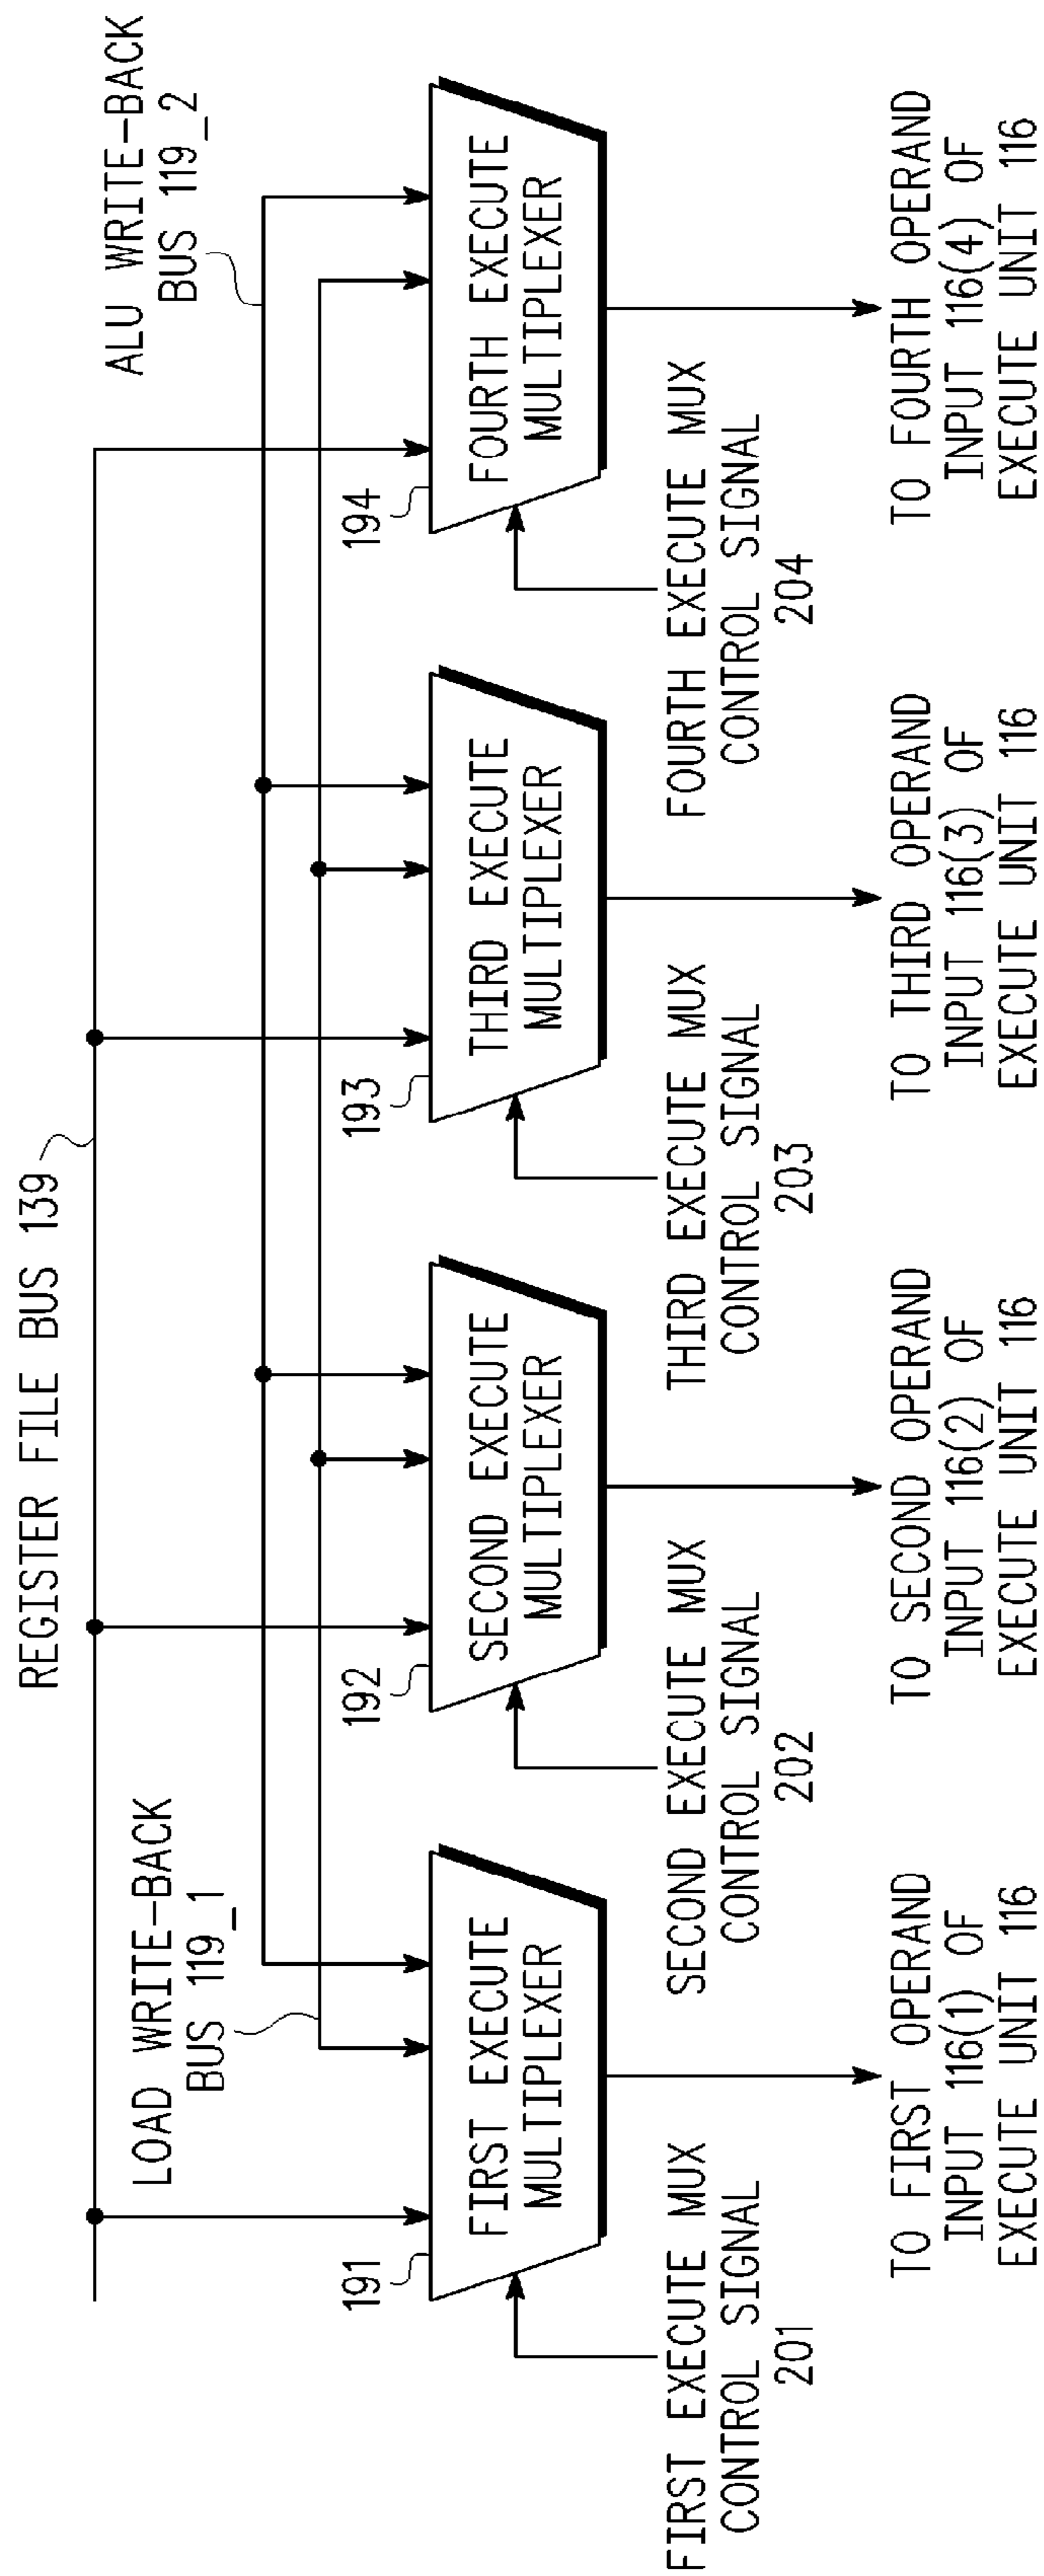 REGISTER FILE BUS 139
LOAD WRITE-BACK
BUS 119_1
ALU WRITE-BACK
BUS 119_2
191
FIRST EXECUTE
MULTIPLEXER
192
SECOND EXECUTE
MULTIPLEXER
193
THIRD EXECUTE
MULTIPLEXER
194
FOURTH EXECUTE
MULTIPLEXER
FIRST EXECUTE MUX
CONTROL SIGNAL
201
SECOND EXECUTE MUX
CONTROL SIGNAL
202
THIRD EXECUTE MUX
CONTROL SIGNAL
203
FOURTH EXECUTE MUX
CONTROL SIGNAL
204
TO FIRST OPERAND
INPUT 116(1) OF
EXECUTE UNIT 116
TO SECOND OPERAND
INPUT 116(2) OF
EXECUTE UNIT 116
TO THIRD OPERAND
INPUT 116(3) OF
EXECUTE UNIT 116
TO FOURTH OPERAND
INPUT 116(4) OF
EXECUTE UNIT 116